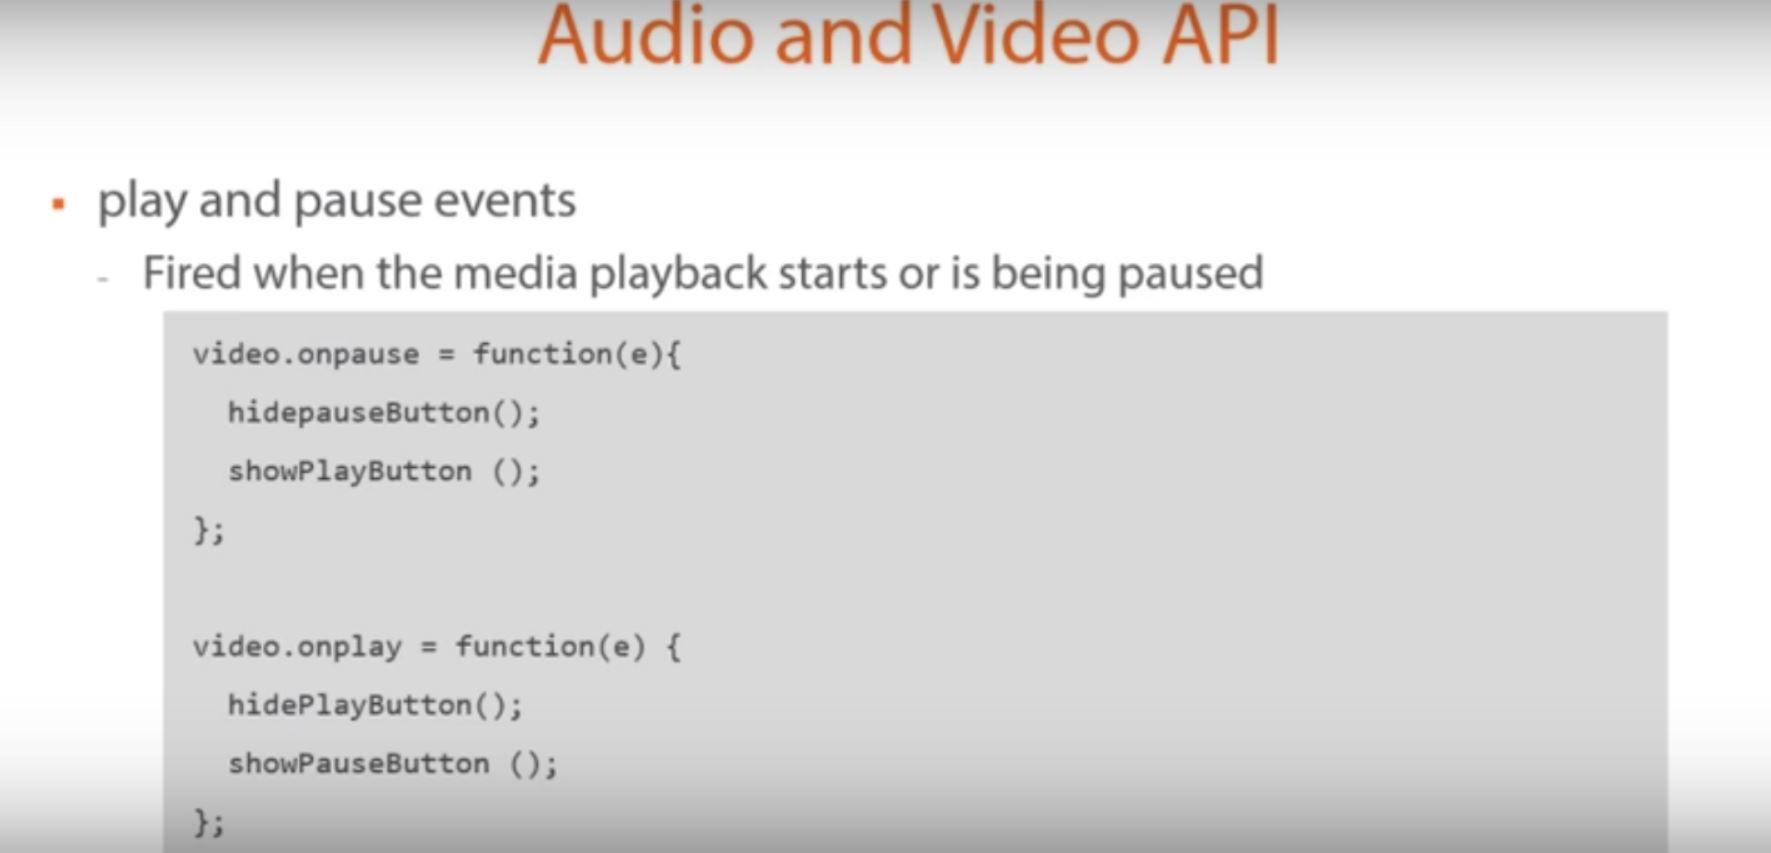 Audio and Video API
▪ play and pause events
- Fired when the media playback starts or is being paused
video.onpause = function(e){
hidepauseButton();
showPlayButton ();
};
video.onplay = function(e) {
hidePlayButton();
showPauseButton ();
};